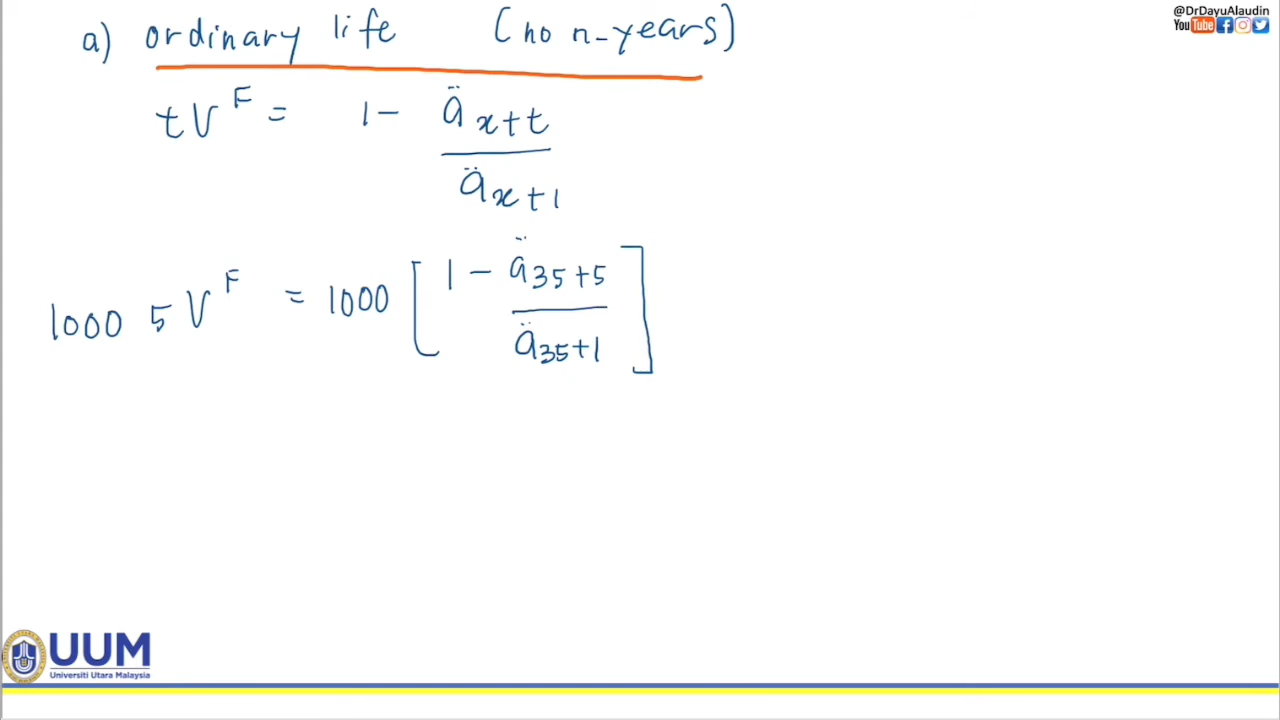 @DrDayuAlaudin
YouTube
a) ordinary life (no n-years)
tV^F = 1 - ä_{x+t} / ä_{x+1}
1000 5V^F = 1000 [ 1 - ä_{35+5} / ä_{35+1} ]
UUM
Universiti Utara Malaysia